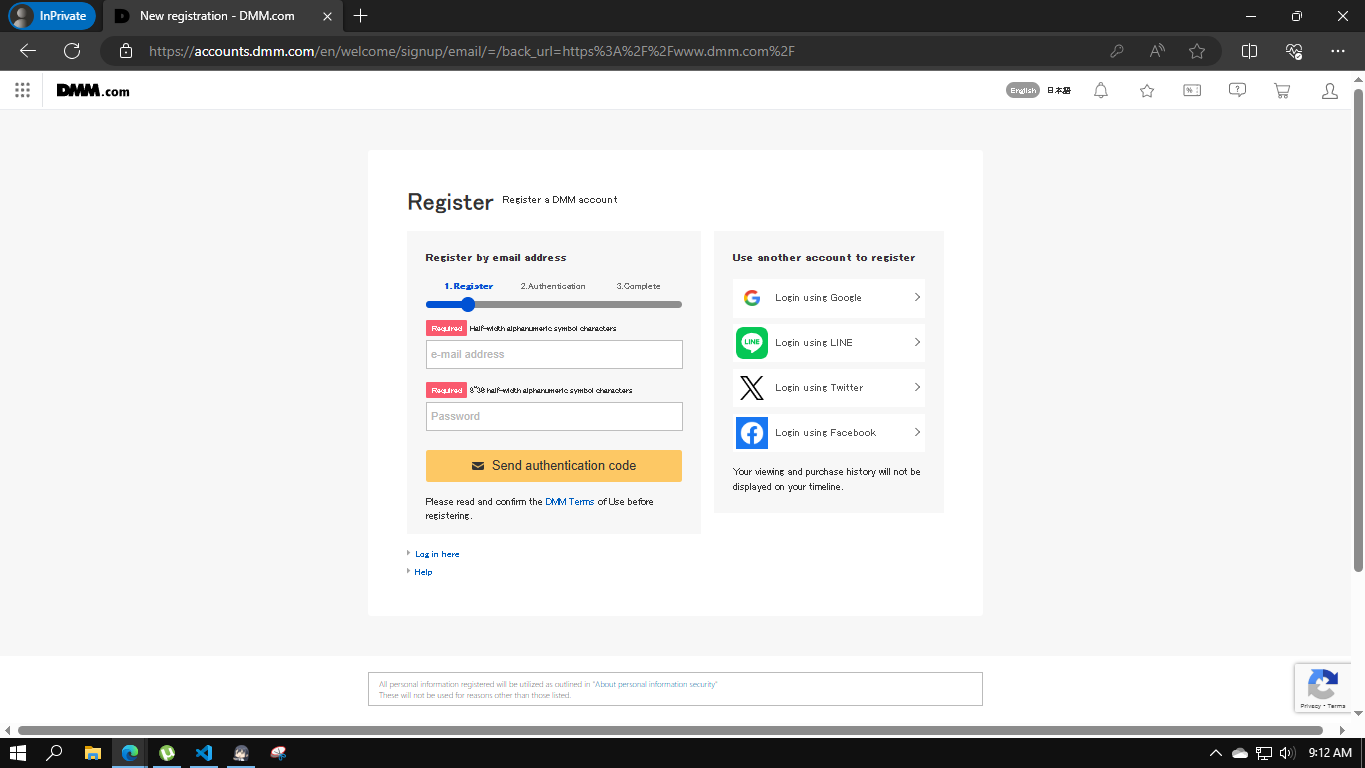 InPrivate
New registration - DMM.com
https://accounts.dmm.com/en/welcome/signup/email/=/back_url=https%3A%2F%2Fwww.dmm.com%2F
DMM.com
English 日本語
Register Register a DMM account
Register by email address
1.Register 2.Authentication 3.Complete
Required Half-width alphanumeric symbol characters
e-mail address
Required 8~38 half-width alphanumeric symbol characters
Password
Send authentication code
Please read and confirm the DMM Terms of Use before
registering.
Use another account to register
Login using Google
LINE
Login using LINE
Login using Twitter
Login using Facebook
Your viewing and purchase history will not be
displayed on your timeline.
Log in here
Help
All personal information registered will be utilized as outlined in "About personal information security"
These will not be used for reasons other than those listed.
Privacy - Terms
9:12 AM